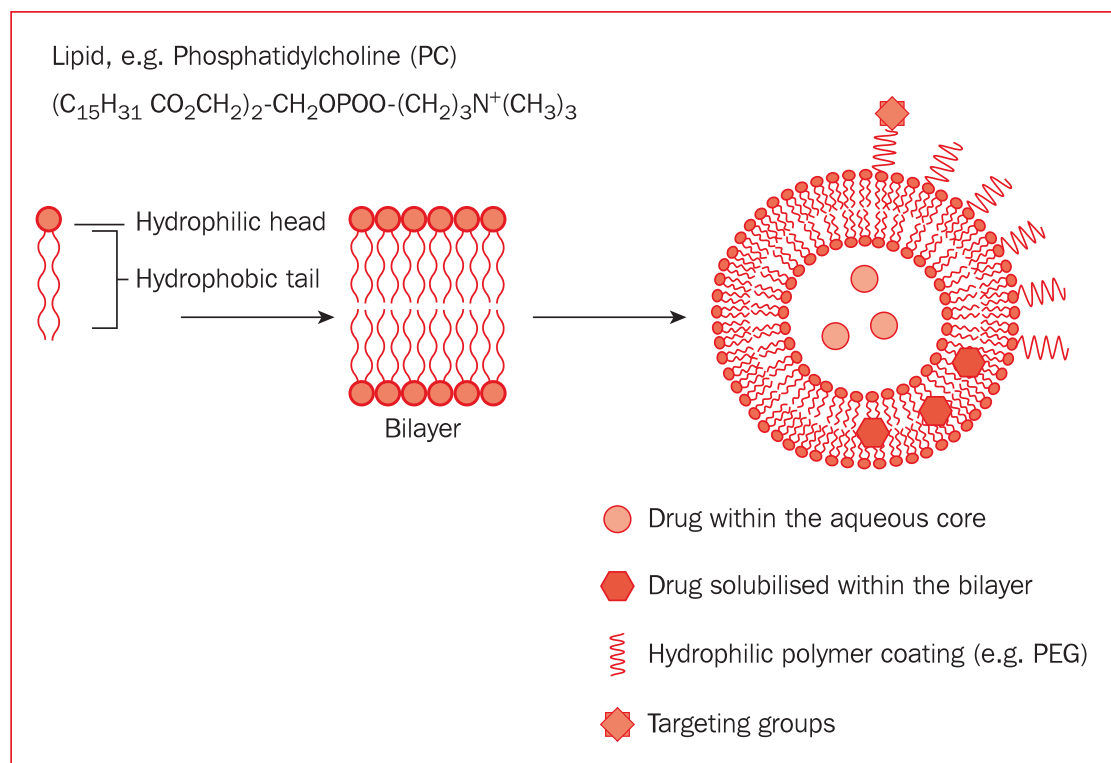 Lipid, e.g. Phosphatidylcholine (PC)
(C₁₅H₃₁ CO₂CH₂)₂-CH₂OPOO-(CH₂)₃N⁺(CH₃)₃
Hydrophilic head
Hydrophobic tail
Bilayer
Drug within the aqueous core
Drug solubilised within the bilayer
Hydrophilic polymer coating (e.g. PEG)
Targeting groups